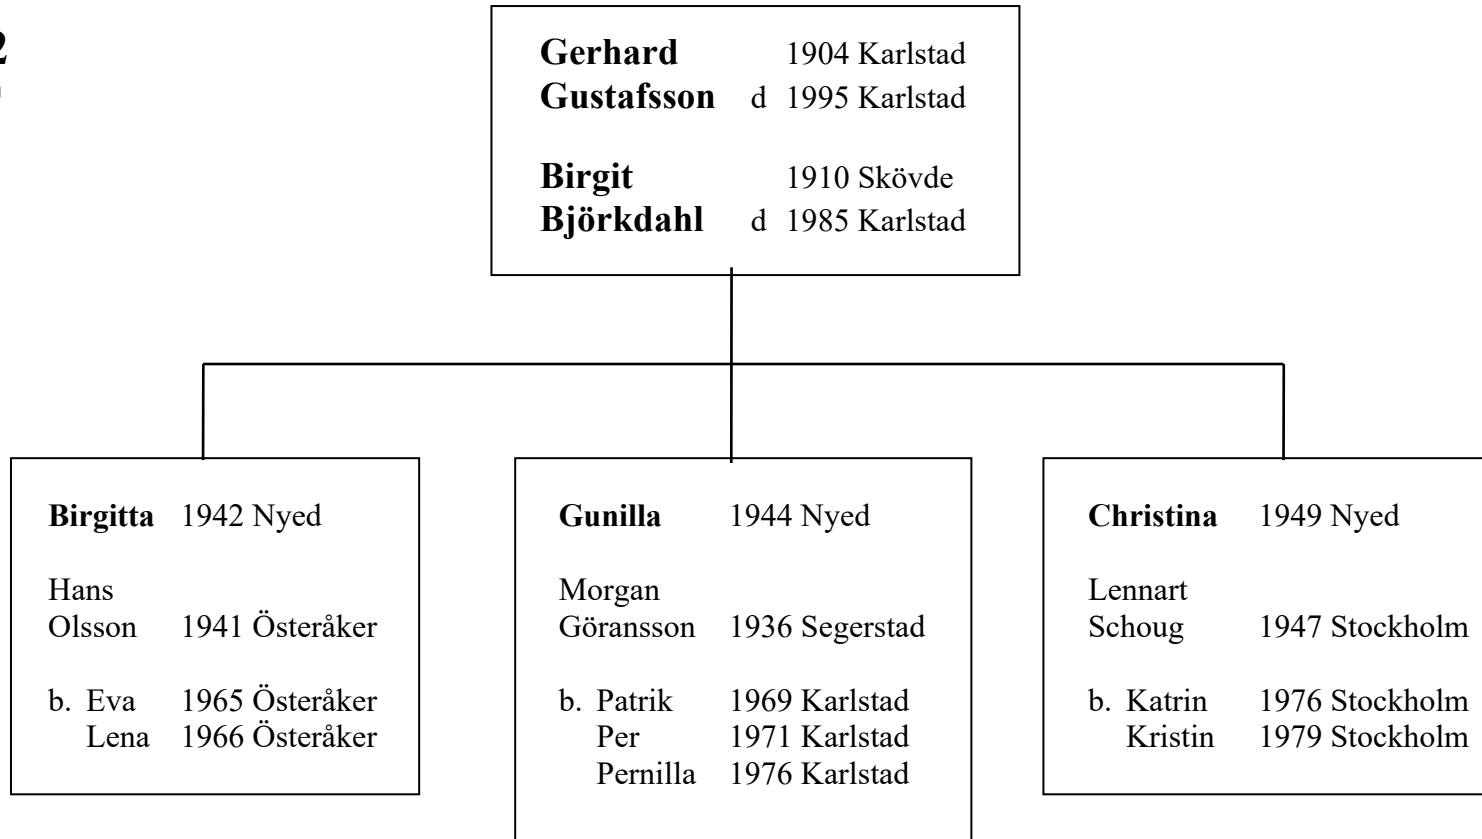 2
Gerhard 1904 Karlstad
Gustafsson d 1995 Karlstad
Birgit 1910 Skövde
Björkdahl d 1985 Karlstad
Birgitta 1942 Nyed
Hans
Olsson 1941 Österåker
b. Eva 1965 Österåker
Lena 1966 Österåker
Gunilla 1944 Nyed
Morgan
Göransson 1936 Segerstad
b. Patrik 1969 Karlstad
Per 1971 Karlstad
Pernilla 1976 Karlstad
Christina 1949 Nyed
Lennart
Schoug 1947 Stockholm
b. Katrin 1976 Stockholm
Kristin 1979 Stockholm